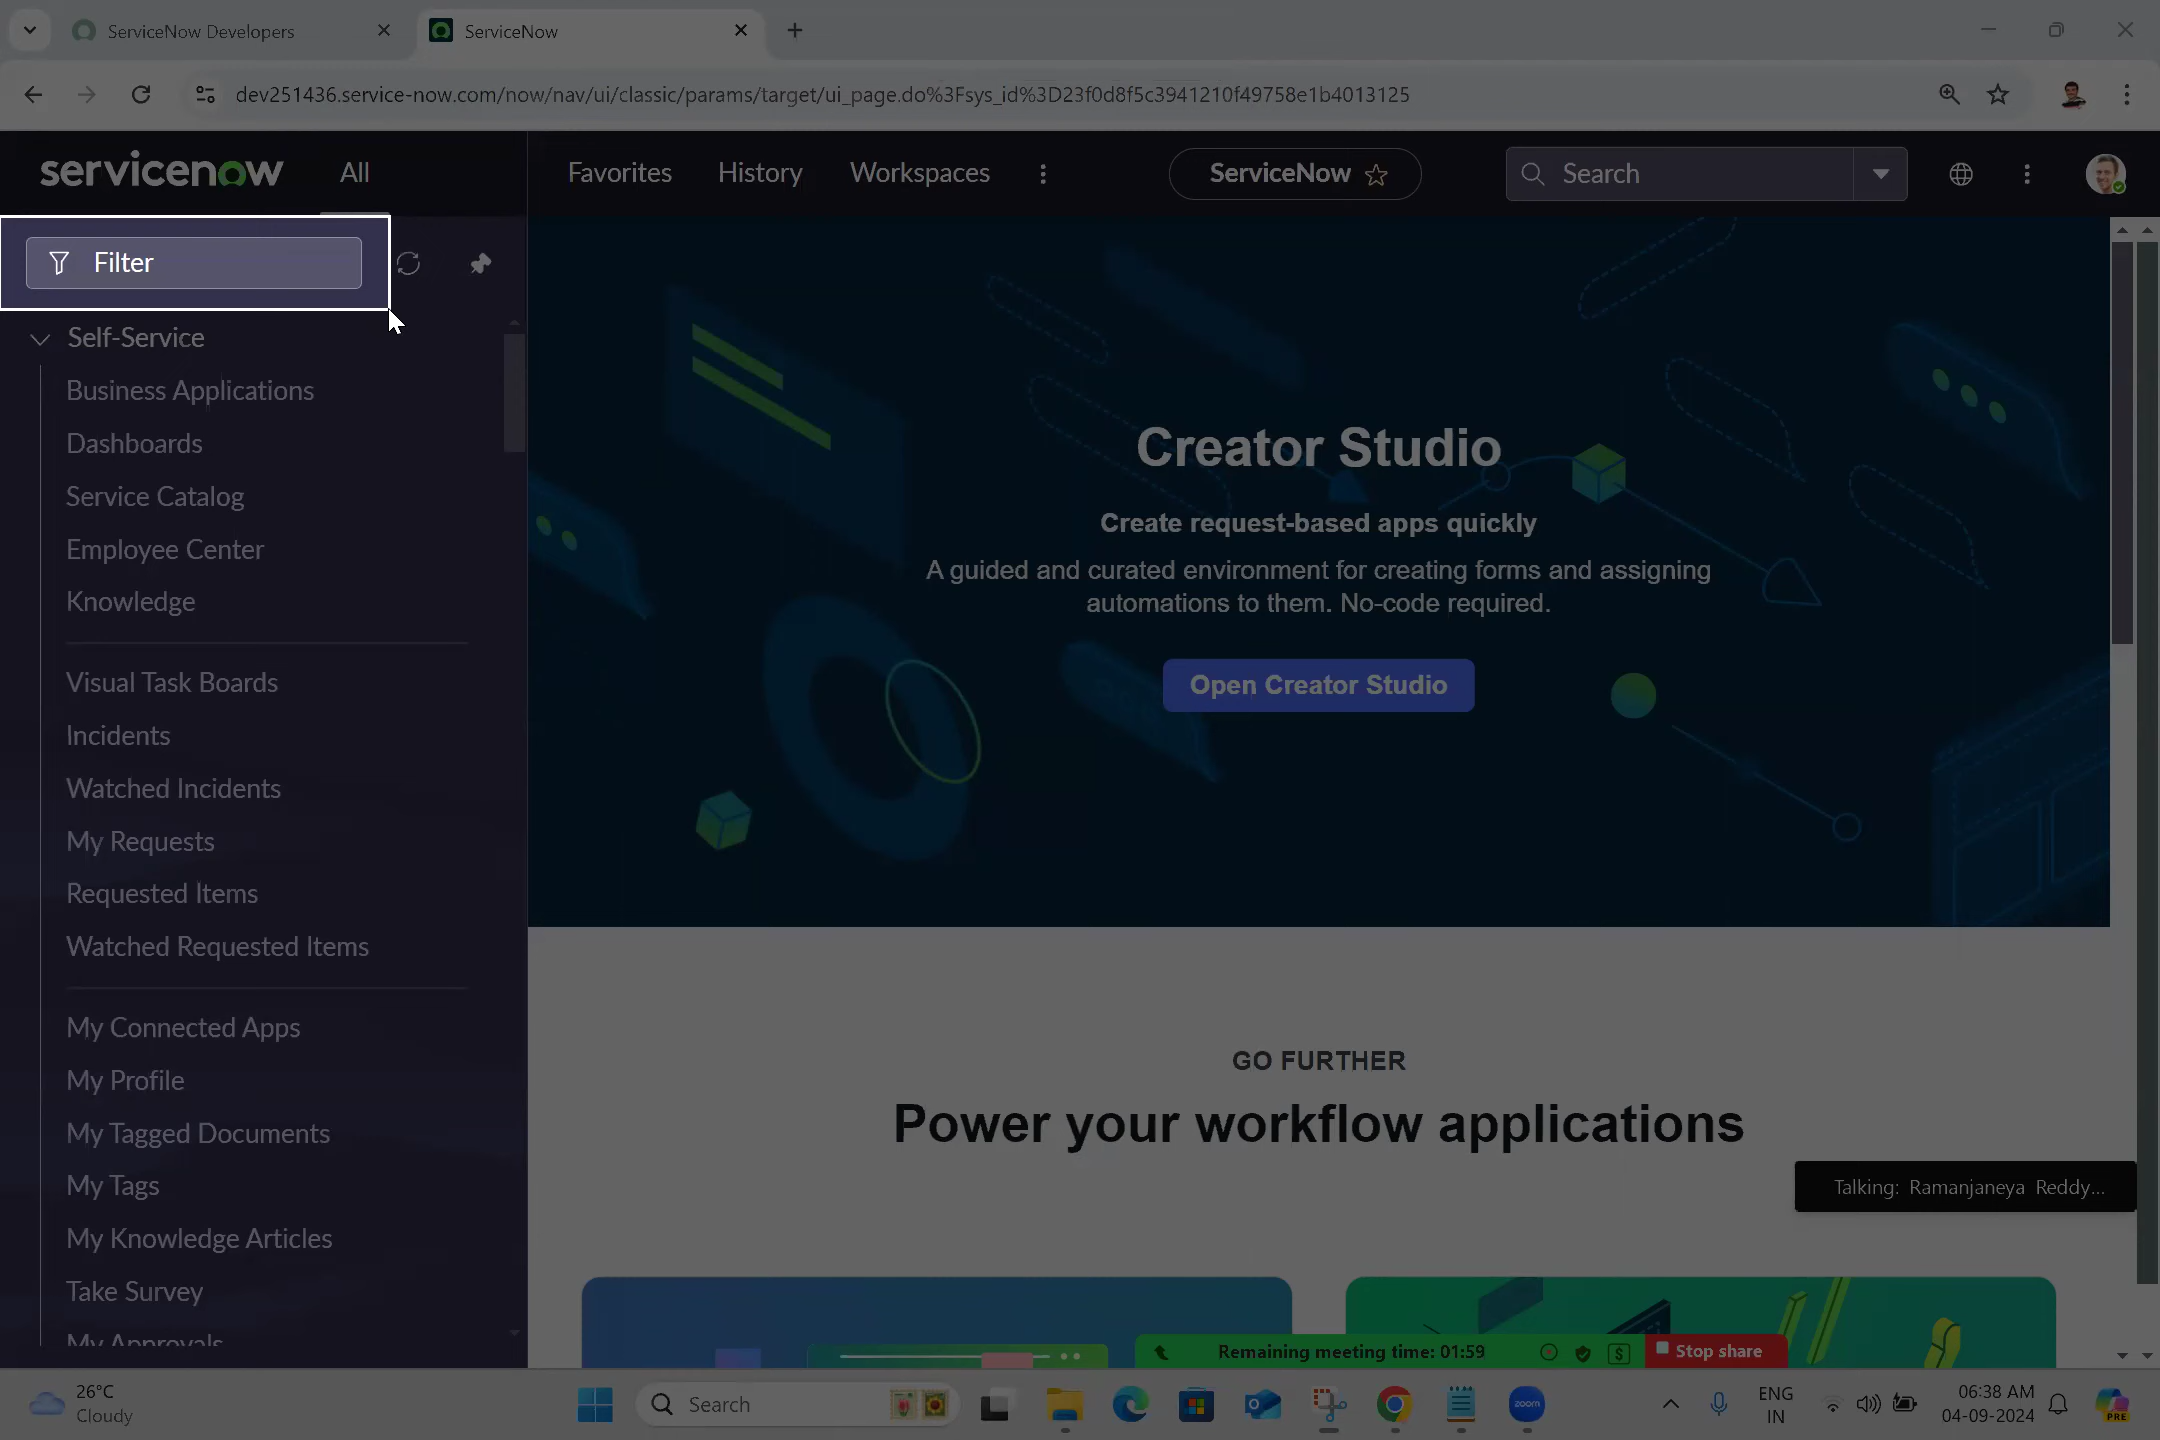 ServiceNow Developers
ServiceNow
dev251436.service-now.com/now/nav/ui/classic/params/target/ui_page.do%3Fsys_id%3D23f0d8f5c3941210f49758e1b4013125
servicenow
All
Favorites
History
Workspaces
ServiceNow
Search
Filter
Self-Service
Business Applications
Dashboards
Service Catalog
Employee Center
Knowledge
Visual Task Boards
Incidents
Watched Incidents
My Requests
Requested Items
Watched Requested Items
My Connected Apps
My Profile
My Tagged Documents
My Tags
My Knowledge Articles
Take Survey
My Approvals
Creator Studio
Create request-based apps quickly
A guided and curated environment for creating forms and assigning
automations to them. No-code required.
Open Creator Studio
GO FURTHER
Power your workflow applications
Talking: Ramanjaneya Reddy...
Remaining meeting time: 01:59
Stop share
26°C
Cloudy
Search
zoom
ENG
IN
06:38 AM
04-09-2024
PRE